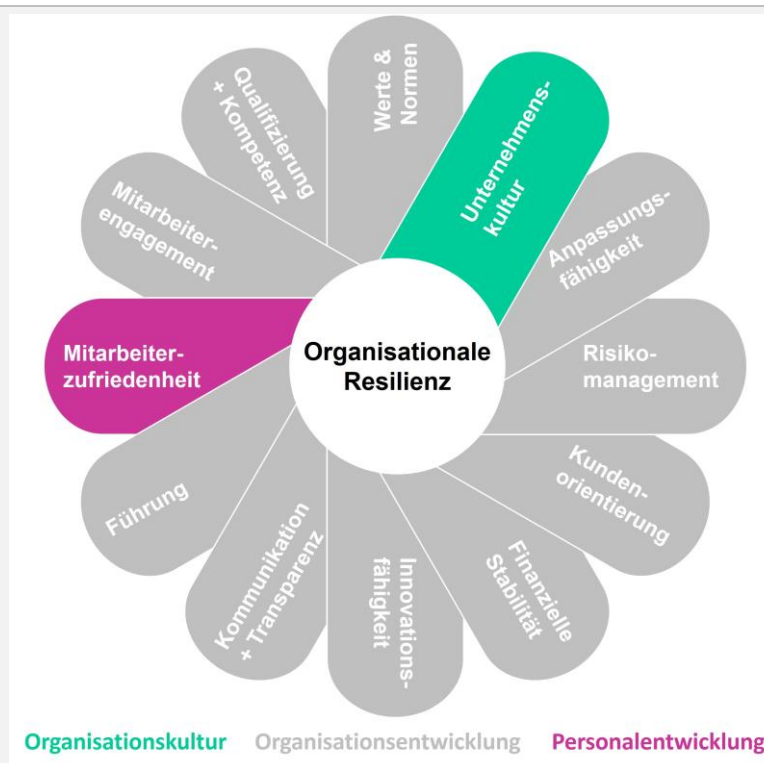 Werte &
Normen
Unternehmens-
kultur
Anpassungs-
fähigkeit
Risiko-
management
Kunden-
orientierung
Finanzielle
Stabilität
Innovations-
fähigkeit
Kommunikation
+ Transparenz
Führung
Mitarbeiter-
zufriedenheit
Mitarbeiter-
engagement
Qualifizierung
+ Kompetenz
Organisationale
Resilienz
Organisationskultur Organisationsentwicklung Personalentwicklung